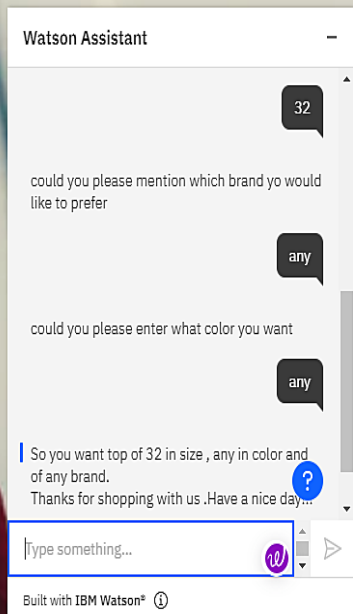 Watson Assistant
32
could you please mention which brand yo would
like to prefer
any
could you please enter what color you want
any
So you want top of 32 in size , any in color and
of any brand.
Thanks for shopping with us .Have a nice day...
?
Type something...
Built with IBM Watson®